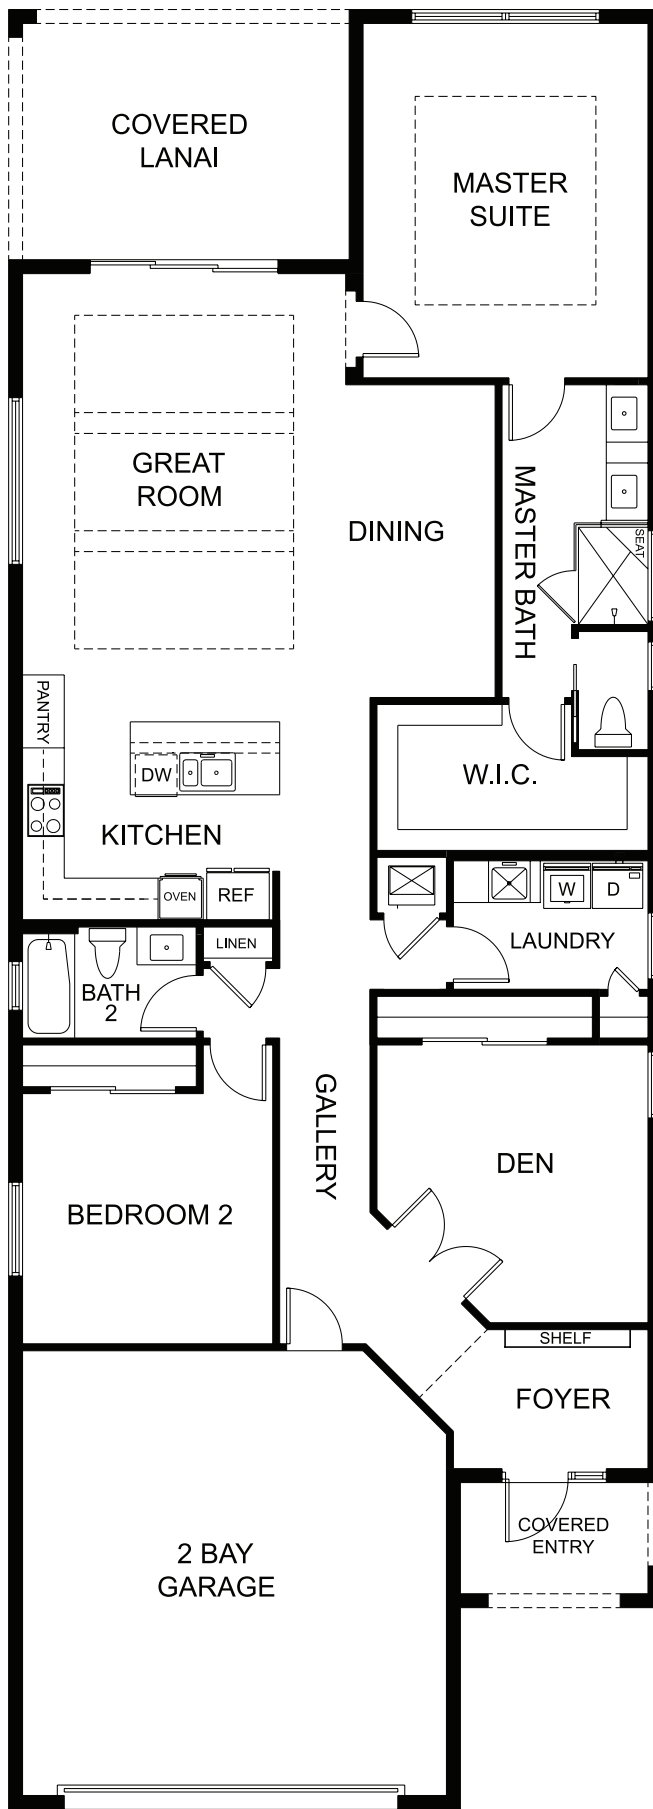 COVERED
LANAI
MASTER
SUITE
GREAT
ROOM
DINING
MASTER BATH
SEAT
PANTRY
DW
W.I.C.
KITCHEN
OVEN
REF
W
D
LINEN
LAUNDRY
BATH
2
GALLERY
DEN
BEDROOM 2
SHELF
FOYER
COVERED
ENTRY
2 BAY
GARAGE